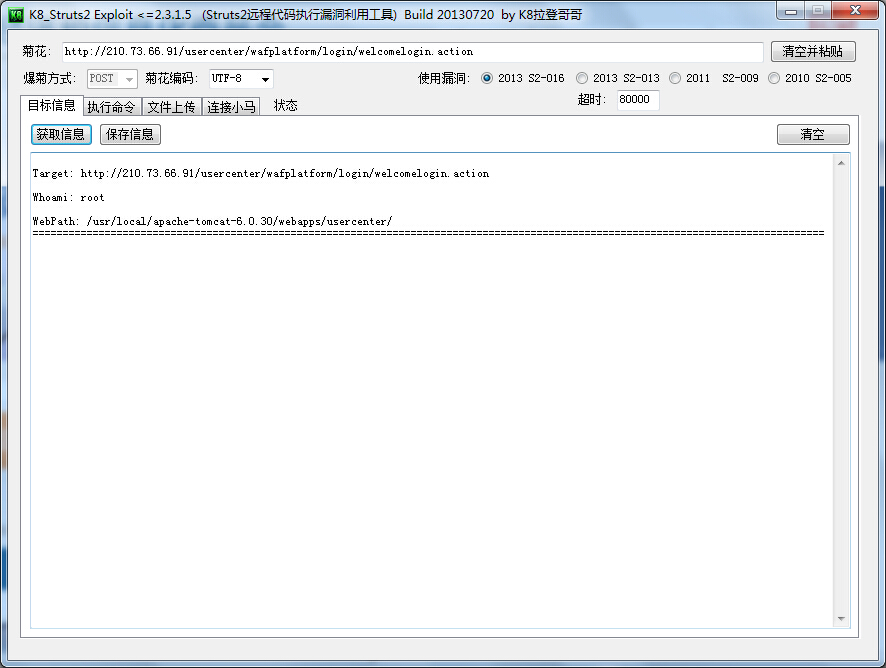 K8_Struts2 Exploit <=2.3.1.5 (Struts2远程代码执行漏洞利用工具) Build 20130720 by K8拉登哥哥
菊花: http://210.73.66.91/usercenter/wafplatform/login/welcomelogin.action 清空并粘贴
爆菊方式: POST 菊花编码: UTF-8 使用漏洞: 2013 S2-016 2013 S2-013 2011 S2-009 2010 S2-005
超时: 80000
目标信息 执行命令 文件上传 连接小马 状态
获取信息 保存信息 清空
Target: http://210.73.66.91/usercenter/wafplatform/login/welcomelogin.action
Whoami: root
WebPath: /usr/local/apache-tomcat-6.0.30/webapps/usercenter/
====================================================================================================================================